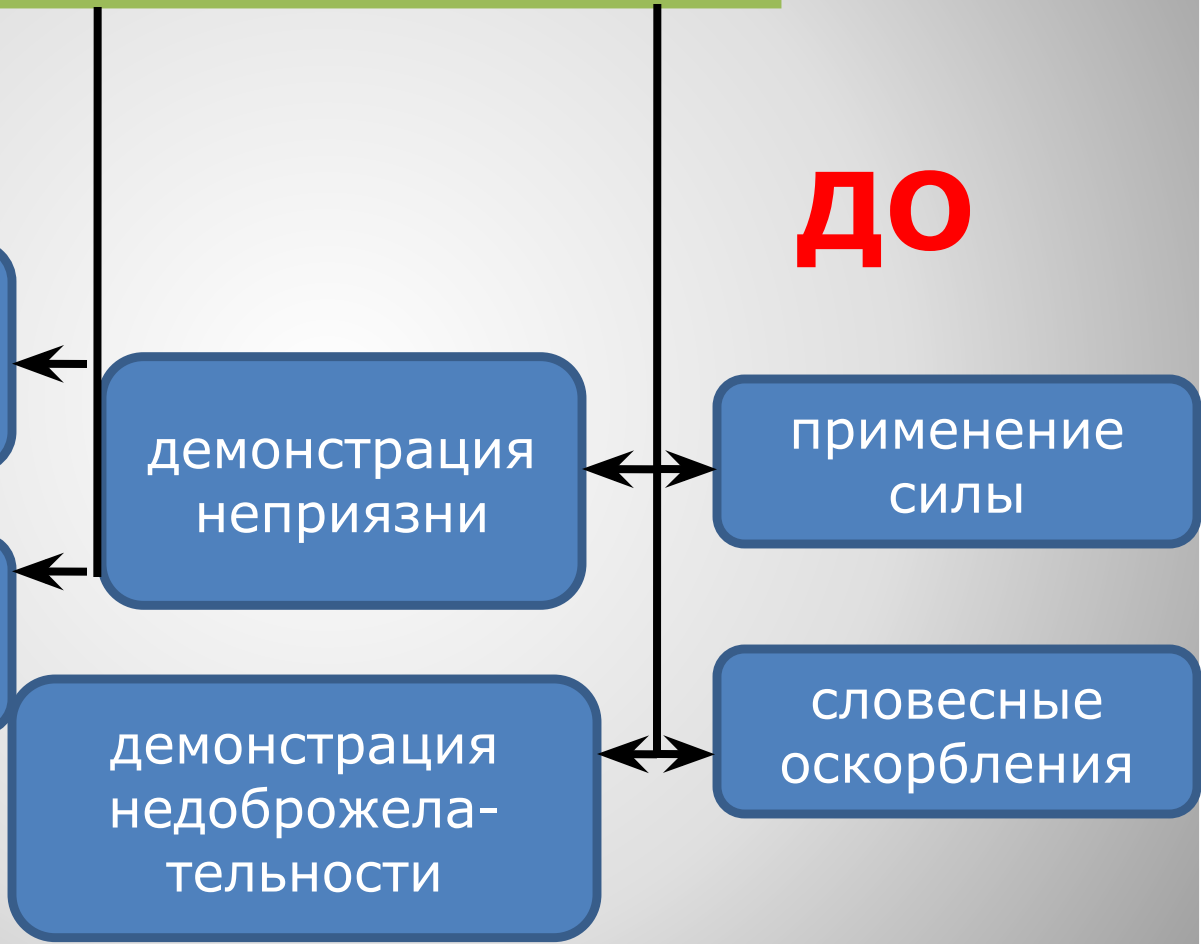 ДО
демонстрация
неприязни
применение
силы
демонстрация
недоброжела-
тельности
словесные
оскорбления